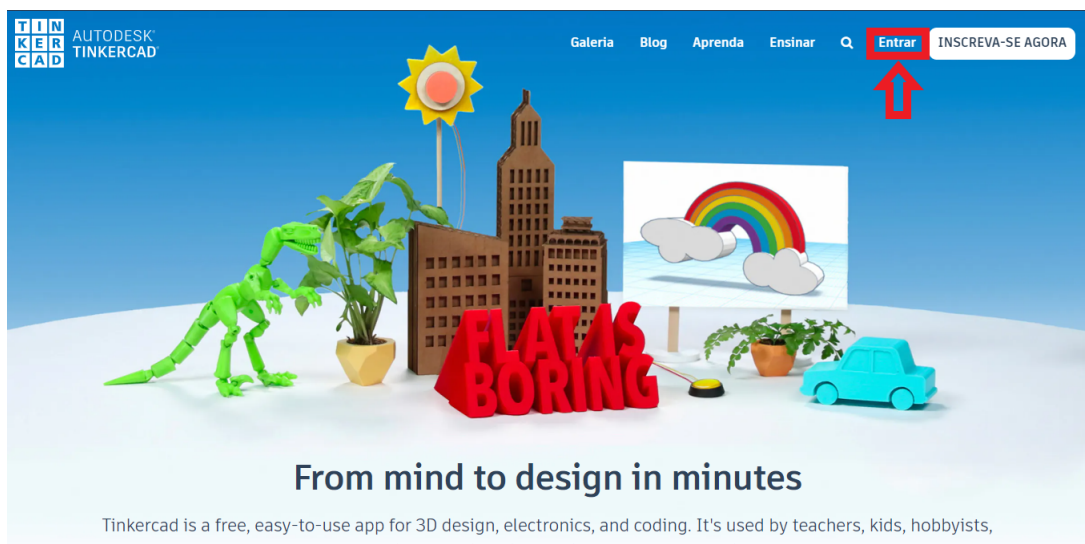 TIN
KER
CAD
AUTODESK®
TINKERCAD®
Galeria Blog Aprenda Ensinar Entrar INSCREVA-SE AGORA
FLAT IS
BORING
From mind to design in minutes
Tinkercad is a free, easy-to-use app for 3D design, electronics, and coding. It's used by teachers, kids, hobbyists,